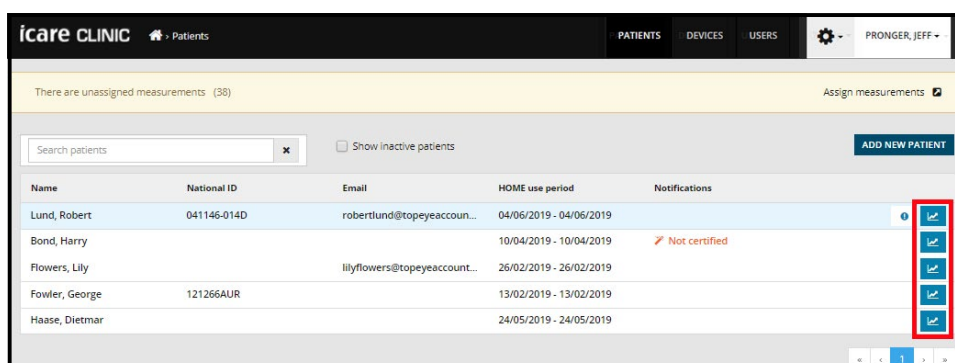 icare CLINIC > Patients PATIENTS DEVICES USERS PRONGER, JEFF
There are unassigned measurements (38) Assign measurements
Search patients Show inactive patients ADD NEW PATIENT
Name National ID Email HOME use period Notifications
Lund, Robert 041146-014D robertlund@topeyeaccoun... 04/06/2019 - 04/06/2019
Bond, Harry 10/04/2019 - 10/04/2019 Not certified
Flowers, Lily lilyflowers@topeyeaccount... 26/02/2019 - 26/02/2019
Fowler, George 121266AUR 13/02/2019 - 13/02/2019
Haase, Dietmar 24/05/2019 - 24/05/2019
« ‹ 1 › »